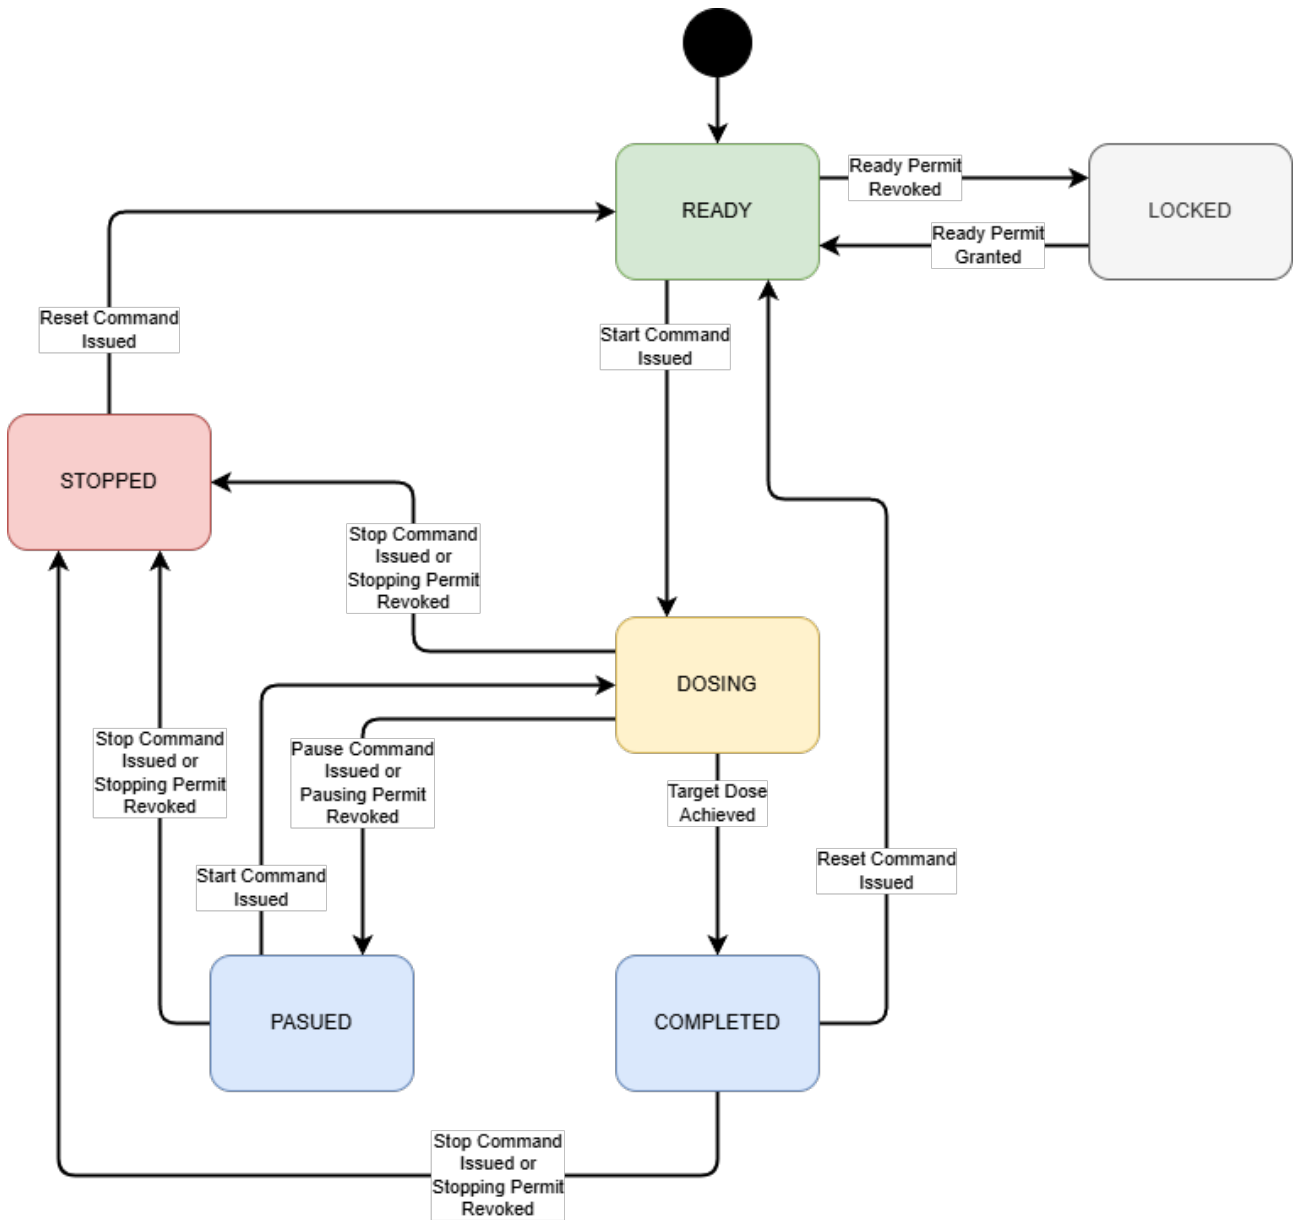 READY
Ready Permit
Revoked
LOCKED
Ready Permit
Granted
Reset Command
Issued
Start Command
Issued
STOPPED
Stop Command
Issued or
Stopping Permit
Revoked
DOSING
Stop Command
Issued or
Stopping Permit
Revoked
Pause Command
Issued or
Pausing Permit
Revoked
Target Dose
Achieved
Start Command
Issued
Reset Command
Issued
PASUED
COMPLETED
Stop Command
Issued or
Stopping Permit
Revoked